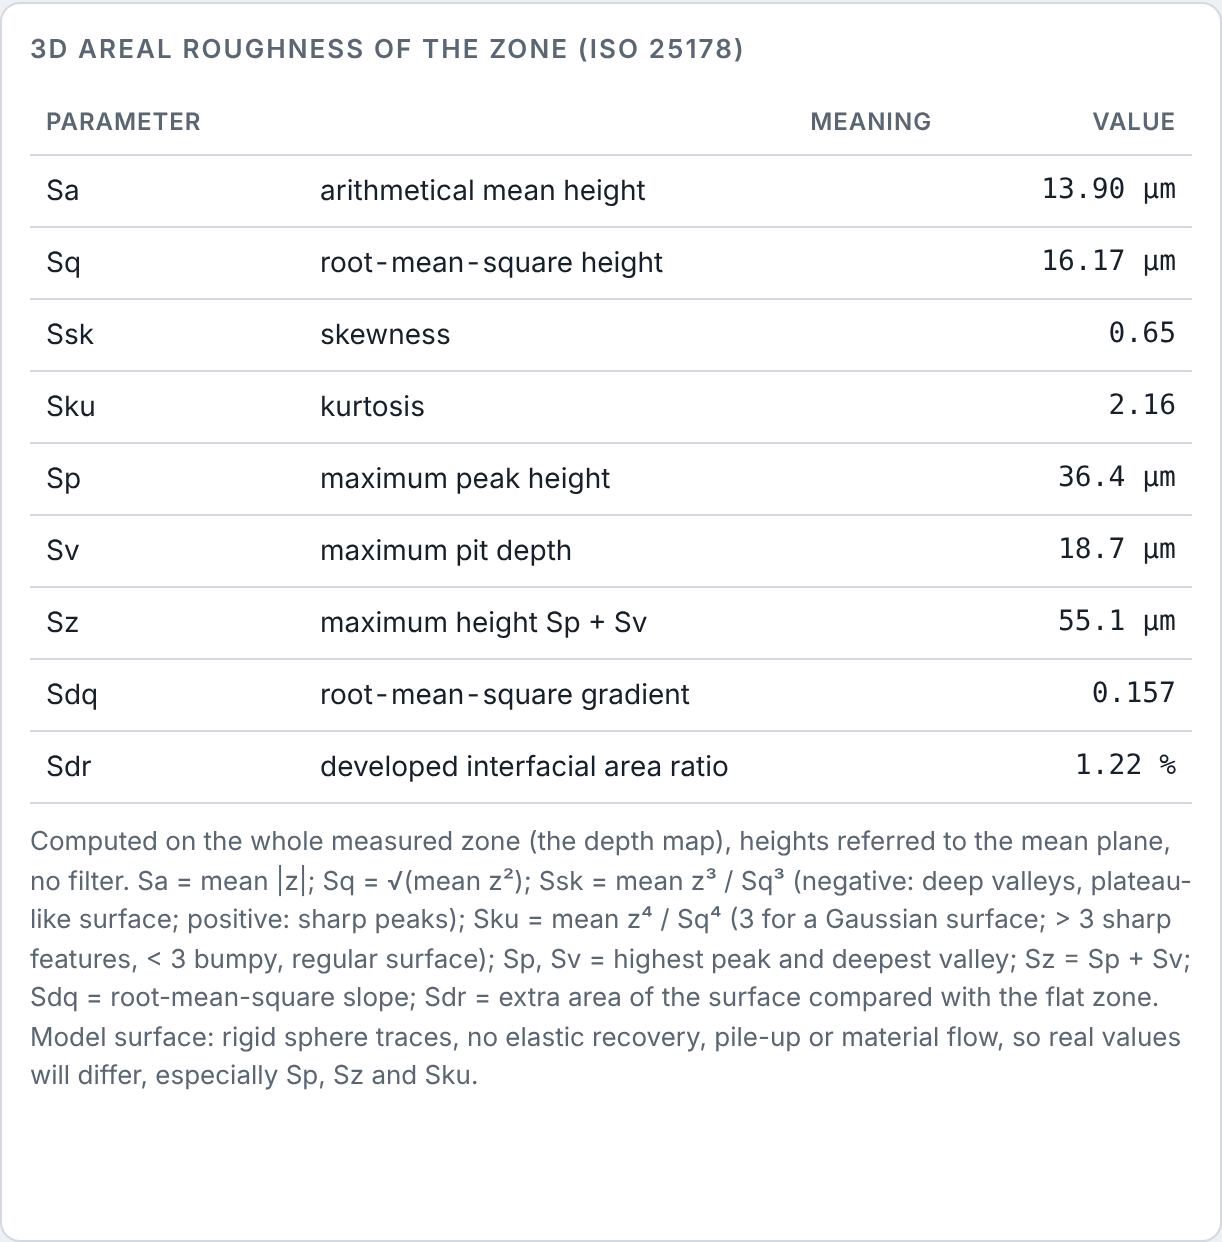 3D AREAL ROUGHNESS OF THE ZONE (ISO 25178)
PARAMETER MEANING VALUE
Sa arithmetical mean height 13.90 µm
Sq root-mean-square height 16.17 µm
Ssk skewness 0.65
Sku kurtosis 2.16
Sp maximum peak height 36.4 µm
Sv maximum pit depth 18.7 µm
Sz maximum height Sp + Sv 55.1 µm
Sdq root-mean-square gradient 0.157
Sdr developed interfacial area ratio 1.22 %
Computed on the whole measured zone (the depth map), heights referred to the mean plane,
no filter. Sa = mean |z|; Sq = √(mean z²); Ssk = mean z³ / Sq³ (negative: deep valleys, plateau-
like surface; positive: sharp peaks); Sku = mean z⁴ / Sq⁴ (3 for a Gaussian surface; > 3 sharp
features, < 3 bumpy, regular surface); Sp, Sv = highest peak and deepest valley; Sz = Sp + Sv;
Sdq = root-mean-square slope; Sdr = extra area of the surface compared with the flat zone.
Model surface: rigid sphere traces, no elastic recovery, pile-up or material flow, so real values
will differ, especially Sp, Sz and Sku.